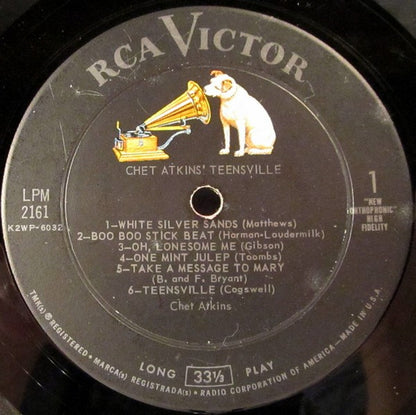 RCA VICTOR
CHET ATKINS' TEENSVILLE
LPM
2161
K2WP-6032
1
"NEW
ORTHOPHONIC"
HIGH
FIDELITY
1—WHITE SILVER SANDS (Matthews)
2—BOO BOO STICK BEAT (Harman-Loudermilk)
3—OH, LONESOME ME (Gibson)
4—ONE MINT JULEP (Toombs)
5—TAKE A MESSAGE TO MARY
(B. and F. Bryant)
6—TEENSVILLE (Cogswell)
Chet Atkins
LONG 33⅓ PLAY
TMK(s) ® REGISTERED • MARCA(s) REGISTRADA(s) • RADIO CORPORATION OF AMERICA—MADE IN U.S.A.